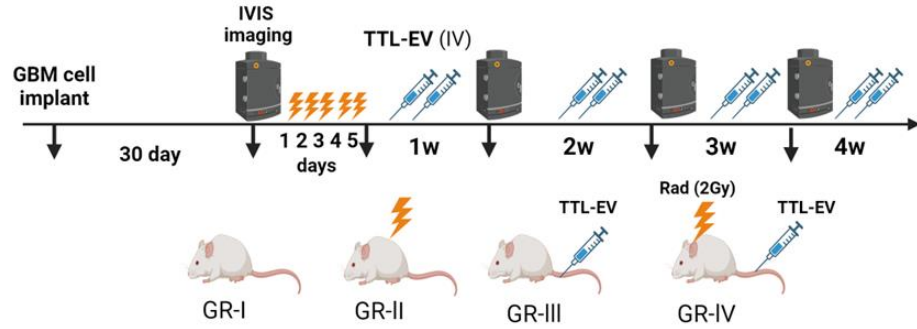 IVIS
imaging
TTL-EV (IV)
GBM cell
implant
1 2 3 4 5
days
30 day
1w
2w
3w
4w
Rad (2Gy)
TTL-EV
TTL-EV
GR-I
GR-II
GR-III
GR-IV